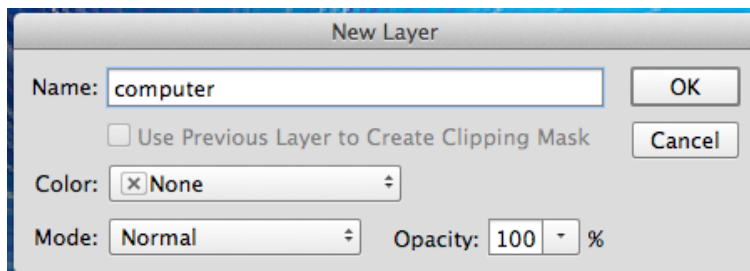 New Layer
Name: computer OK
Use Previous Layer to Create Clipping Mask Cancel
Color: None
Mode: Normal Opacity: 100 %